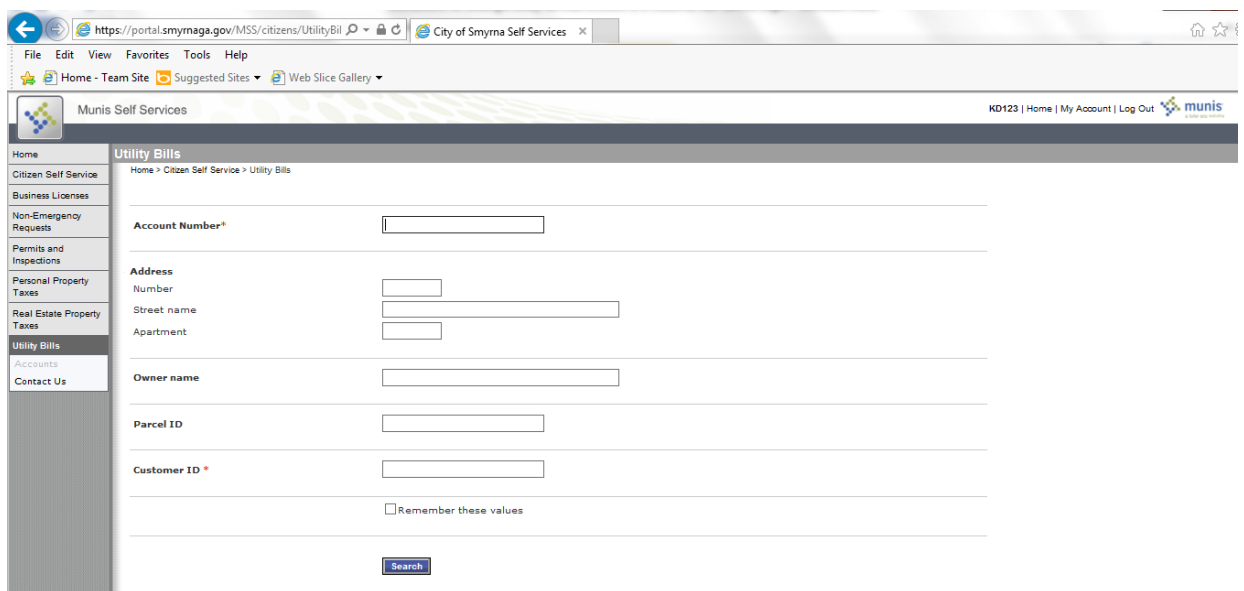 https://portal.smyrnaga.gov/MSS/citizens/UtilityBil City of Smyrna Self Services
File Edit View Favorites Tools Help
Home - Team Site Suggested Sites Web Slice Gallery
Munis Self Services KD123 | Home | My Account | Log Out munis
Home Utility Bills
Citizen Self Service Home > Citizen Self Service > Utility Bills
Business Licenses
Non-Emergency
Requests
Account Number*
Permits and
Inspections
Address
Personal Property
Taxes
Number
Real Estate Property
Taxes
Street name
Apartment
Utility Bills
Accounts
Contact Us
Owner name
Parcel ID
Customer ID *
Remember these values
Search